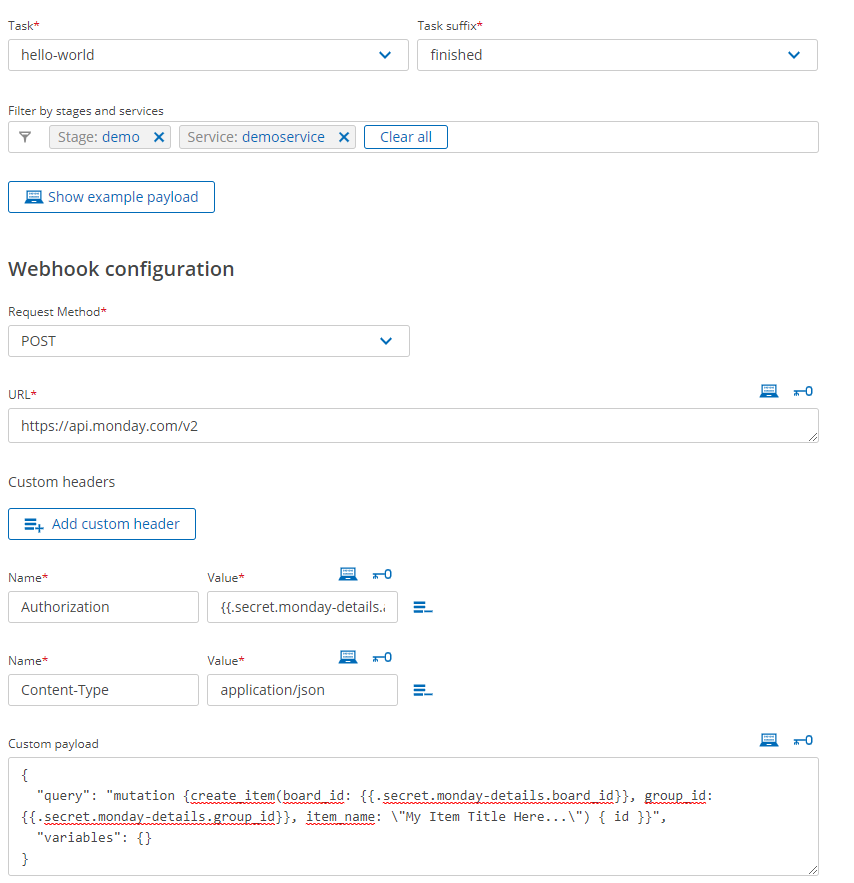 Task* Task suffix*
hello-world finished
Filter by stages and services
Stage: demo Service: demoservice Clear all
Show example payload
Webhook configuration
Request Method*
POST
URL*
https://api.monday.com/v2
Custom headers
Add custom header
Name* Value*
Authorization {{.secret.monday-details.
Name* Value*
Content-Type application/json
Custom payload
{
"query": "mutation {create_item(board_id: {{.secret.monday-details.board_id}}, group_id:
{{.secret.monday-details.group_id}}, item_name: \"My Item Title Here...\") { id }}",
"variables": {}
}